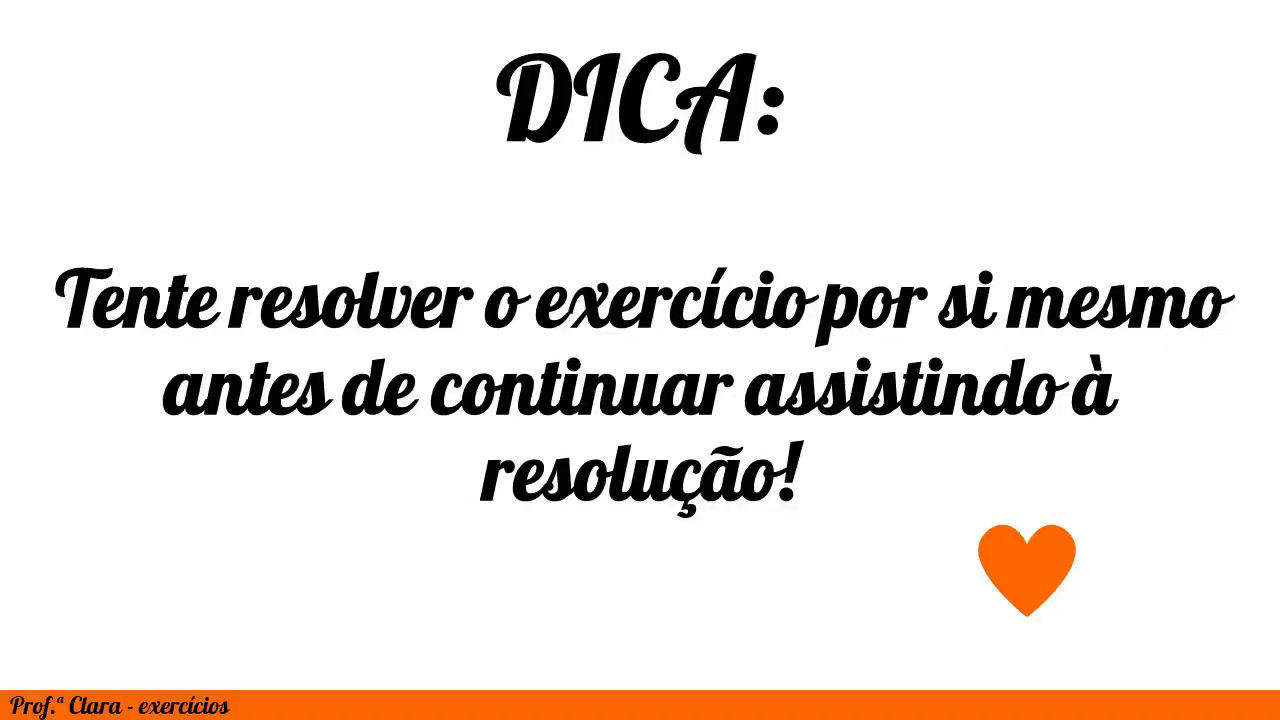 DICA:
Tente resolver o exercício por si mesmo
antes de continuar assistindo à
resolução!
Prof.ª Clara - exercícios